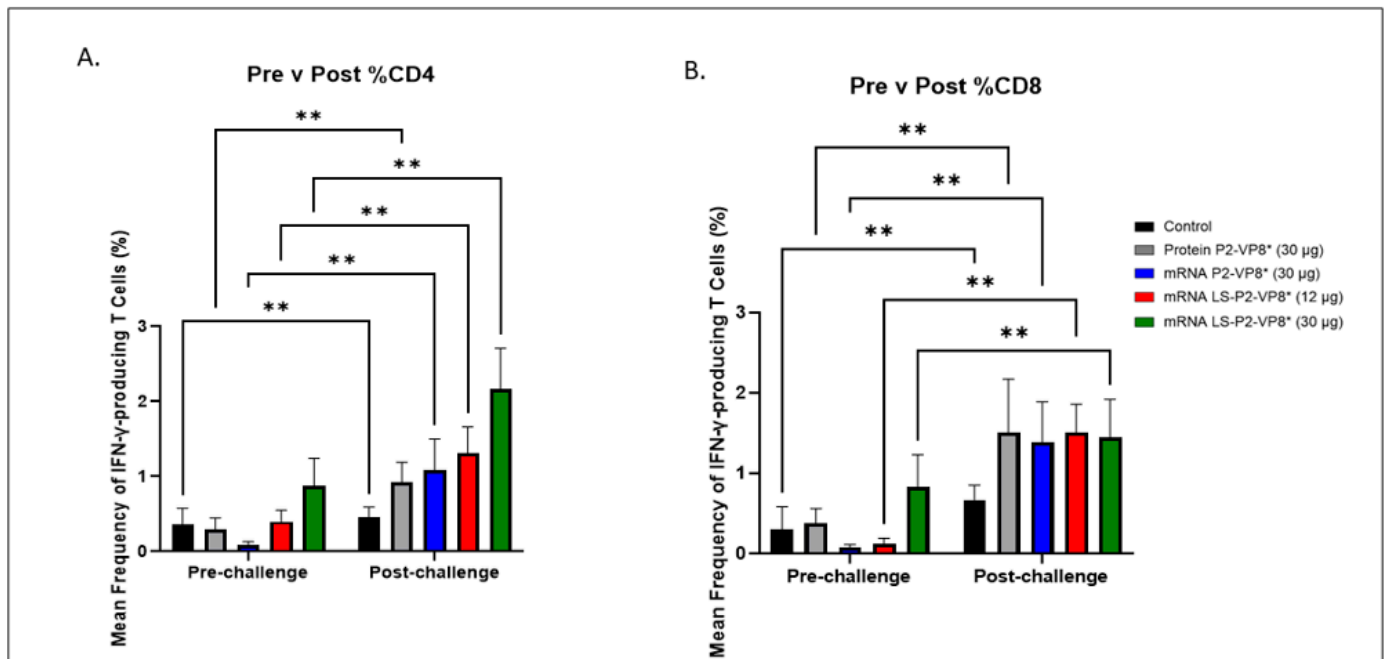 A.
Pre v Post %CD4
**
**
**
**
**
Mean Frequency of IFN-γ-producing T Cells (%)
3
2
1
0
Pre-challenge
Post-challenge
B.
Pre v Post %CD8
**
**
**
**
**
Mean Frequency of IFN-γ-producing T Cells (%)
3
2
1
0
Pre-challenge
Post-challenge
Control
Protein P2-VP8* (30 µg)
mRNA P2-VP8* (30 µg)
mRNA LS-P2-VP8* (12 µg)
mRNA LS-P2-VP8* (30 µg)